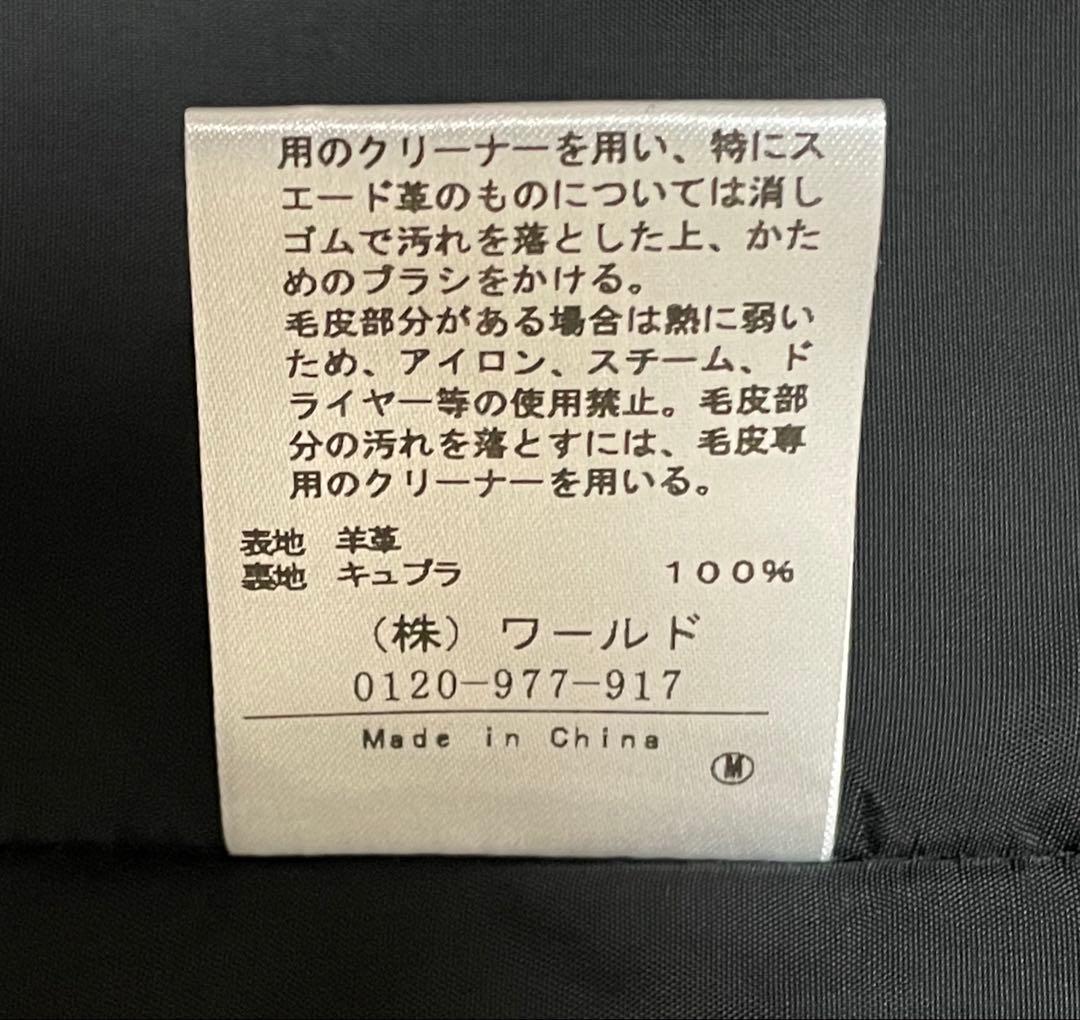 用のクリーナーを用い、特にス
エード革のものについては消し
ゴムで汚れを落とした上、かた
めのブラシをかける。
毛皮部分がある場合は熱に弱い
ため、アイロン、スチーム、ド
ライヤー等の使用禁止。毛皮部
分の汚れを落とすには、毛皮専
用のクリーナーを用いる。
表地 羊革
裏地 キュプラ 100%
(株) ワールド
0120-977-917
Made in China
M